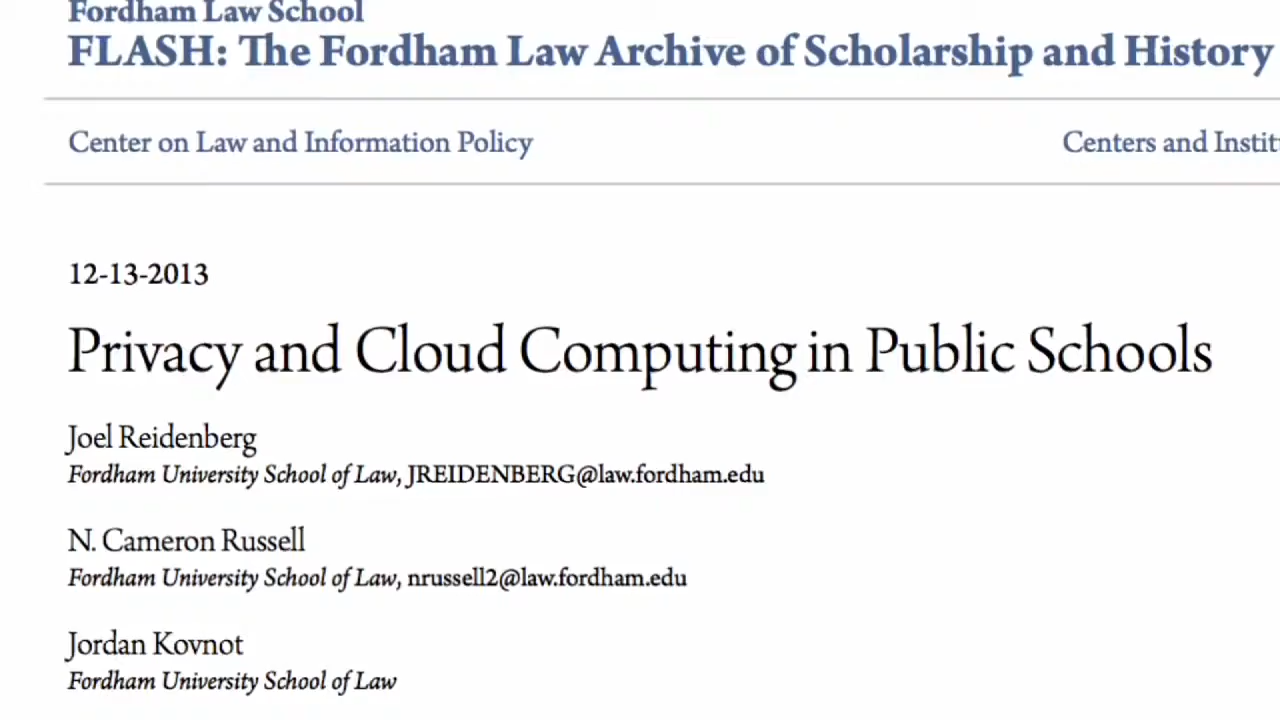 Fordham Law School
FLASH: The Fordham Law Archive of Scholarship and History
Center on Law and Information Policy
Centers and
12-13-2013
Privacy and Cloud Computing in Public Schools
Joel Reidenberg
Fordham University School of Law, JREIDENBERG@law.fordham.edu
N. Cameron Russell
Fordham University School of Law, nrussell2@law.fordham.edu
Jordan Kovnot
Fordham University School of Law